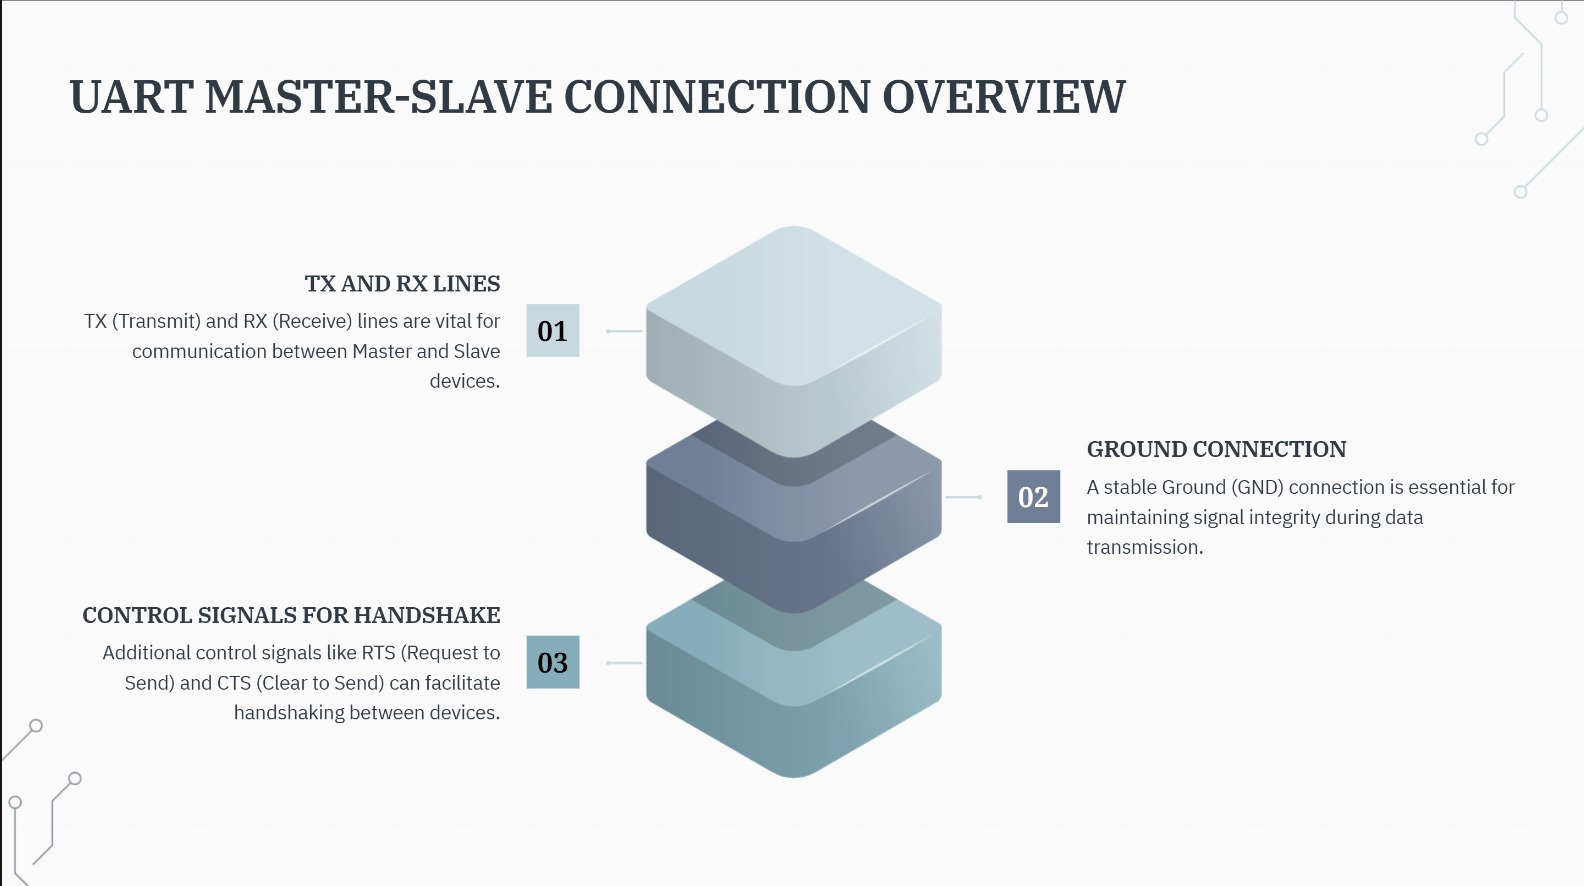 UART MASTER-SLAVE CONNECTION OVERVIEW
TX AND RX LINES
TX (Transmit) and RX (Receive) lines are vital for
communication between Master and Slave
devices.
01
GROUND CONNECTION
A stable Ground (GND) connection is essential for
maintaining signal integrity during data
transmission.
02
CONTROL SIGNALS FOR HANDSHAKE
Additional control signals like RTS (Request to
Send) and CTS (Clear to Send) can facilitate
handshaking between devices.
03